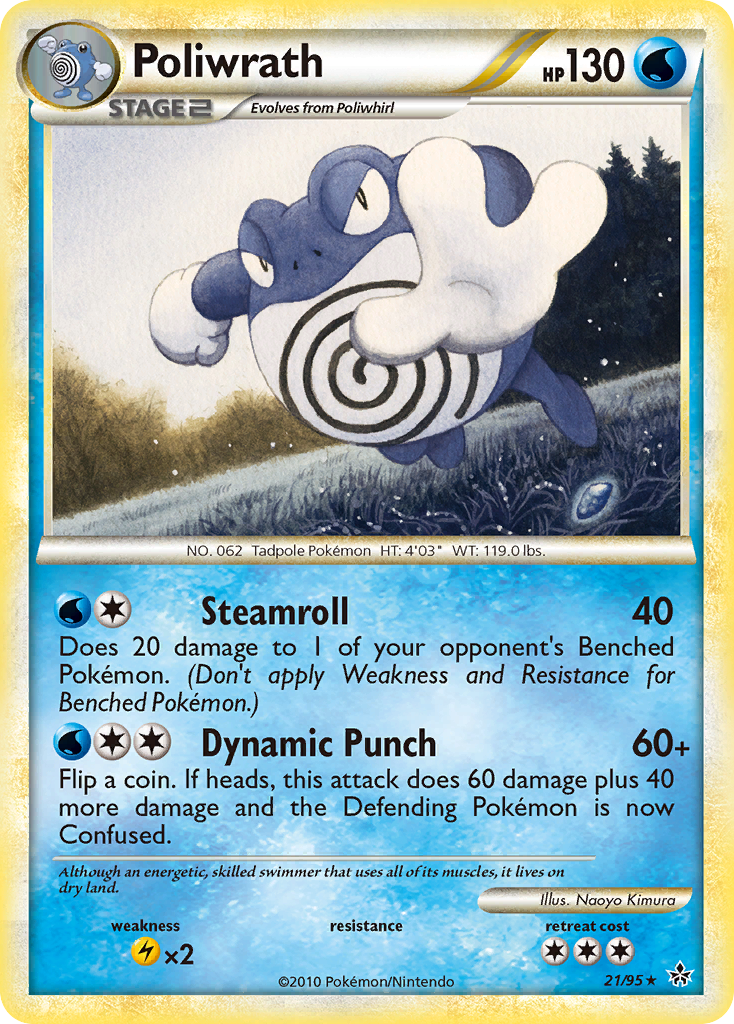 Poliwrath
HP 130
STAGE 2
Evolves from Poliwhirl
NO. 062 Tadpole Pokémon HT: 4'03" WT: 119.0 lbs.
Steamroll 40
Does 20 damage to 1 of your opponent's Benched
Pokémon. (Don't apply Weakness and Resistance for
Benched Pokémon.)
Dynamic Punch 60+
Flip a coin. If heads, this attack does 60 damage plus 40
more damage and the Defending Pokémon is now
Confused.
Although an energetic, skilled swimmer that uses all of its muscles, it lives on
dry land.
Illus. Naoyo Kimura
weakness resistance retreat cost
×2
©2010 Pokémon/Nintendo
21/95 ★